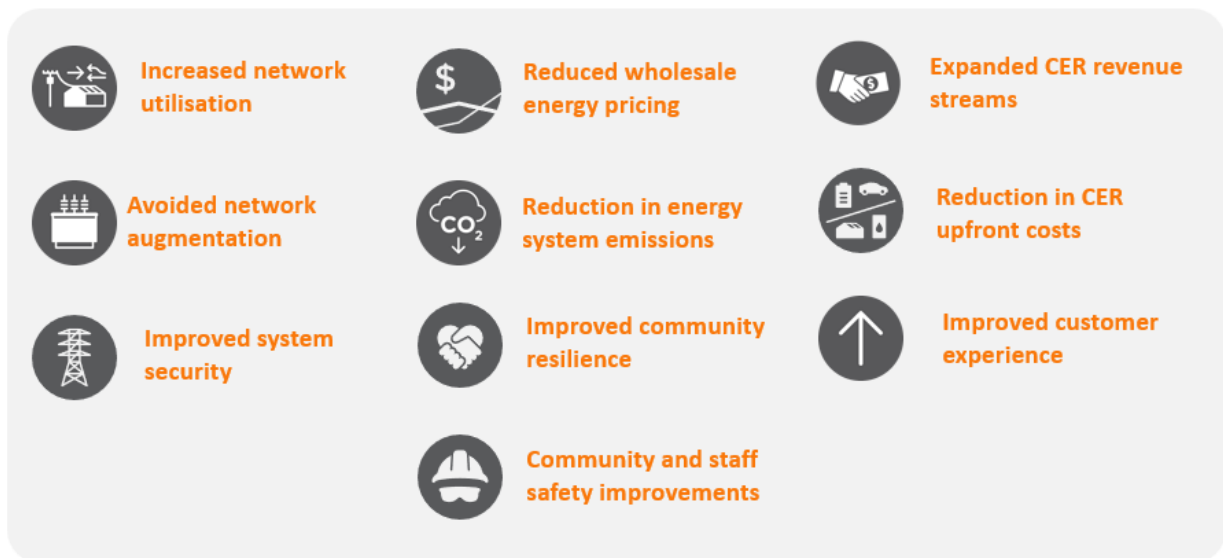 Increased network
utilisation
Avoided network
augmentation
Improved system
security
$
Reduced wholesale
energy pricing
CO2
Reduction in energy
system emissions
Improved community
resilience
Community and staff
safety improvements
$
Expanded CER revenue
streams
Reduction in CER
upfront costs
Improved customer
experience